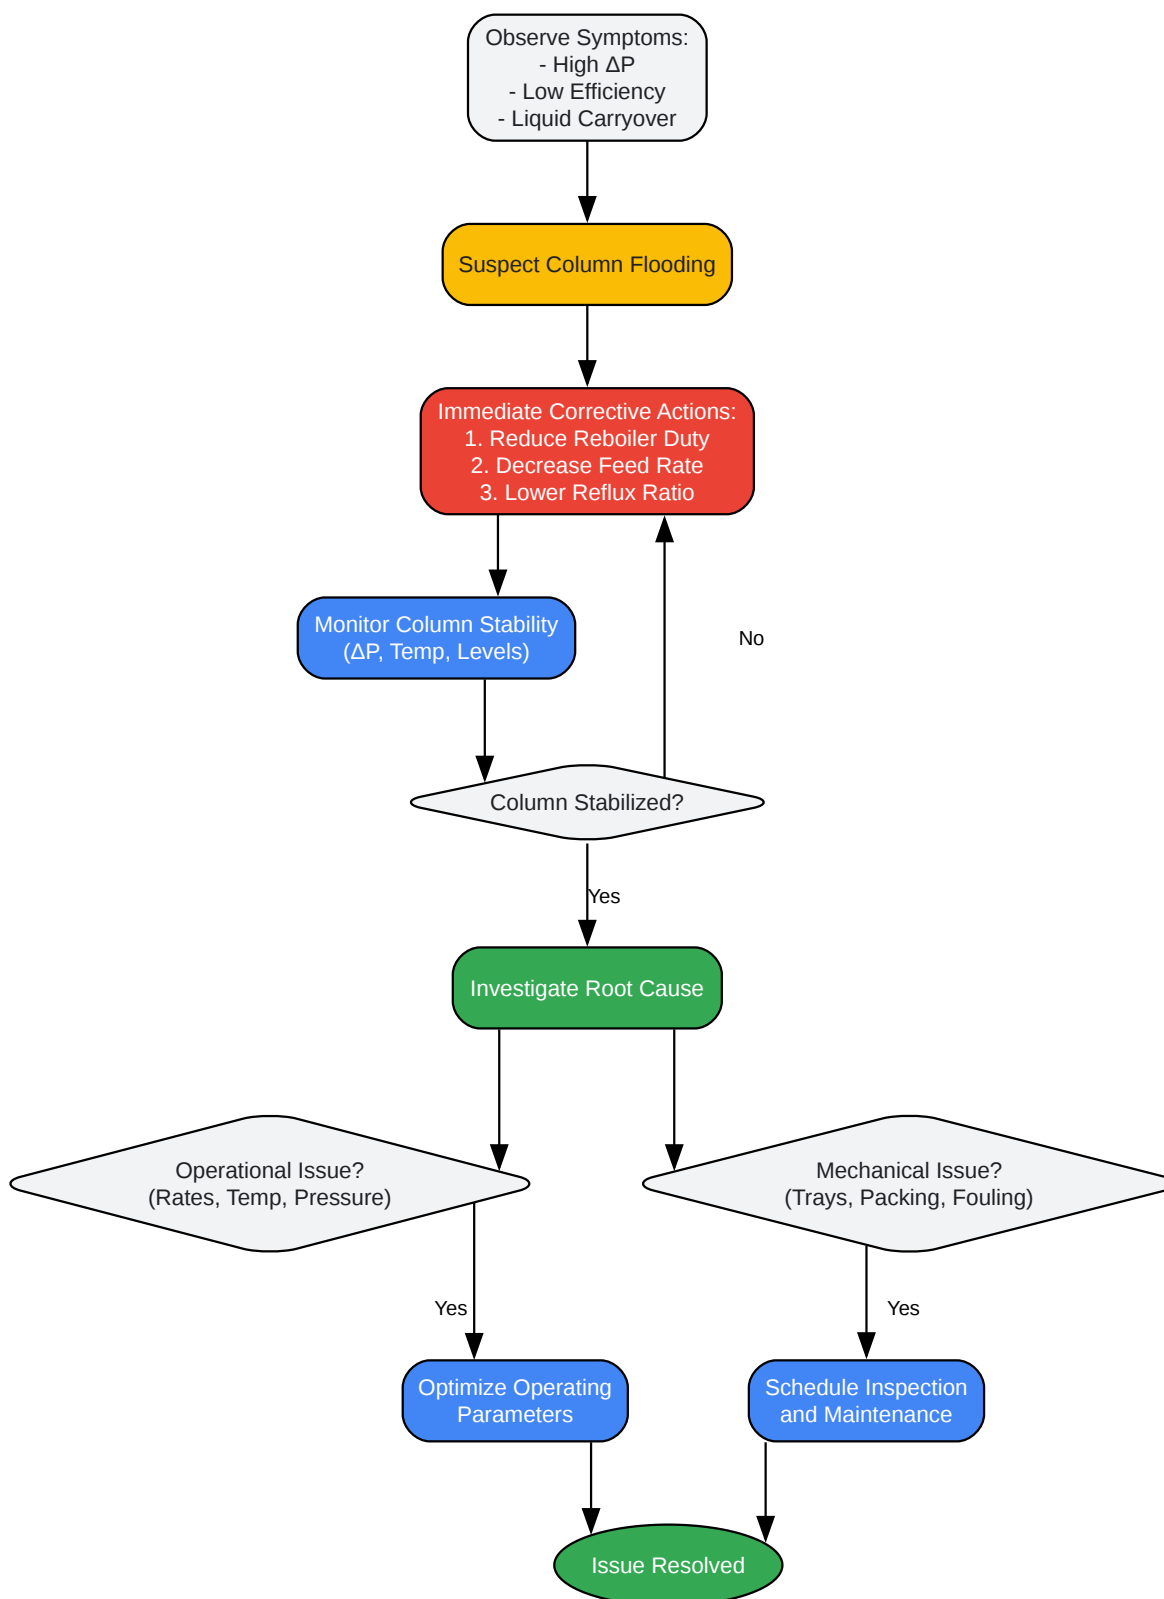 Observe Symptoms:
- High ΔP
- Low Efficiency
- Liquid Carryover
Suspect Column Flooding
Immediate Corrective Actions:
1. Reduce Reboiler Duty
2. Decrease Feed Rate
3. Lower Reflux Ratio
Monitor Column Stability
(ΔP, Temp, Levels)
No
Column Stabilized?
Yes
Investigate Root Cause
Operational Issue?
(Rates, Temp, Pressure)
Mechanical Issue?
(Trays, Packing, Fouling)
Yes
Yes
Optimize Operating
Parameters
Schedule Inspection
and Maintenance
Issue Resolved